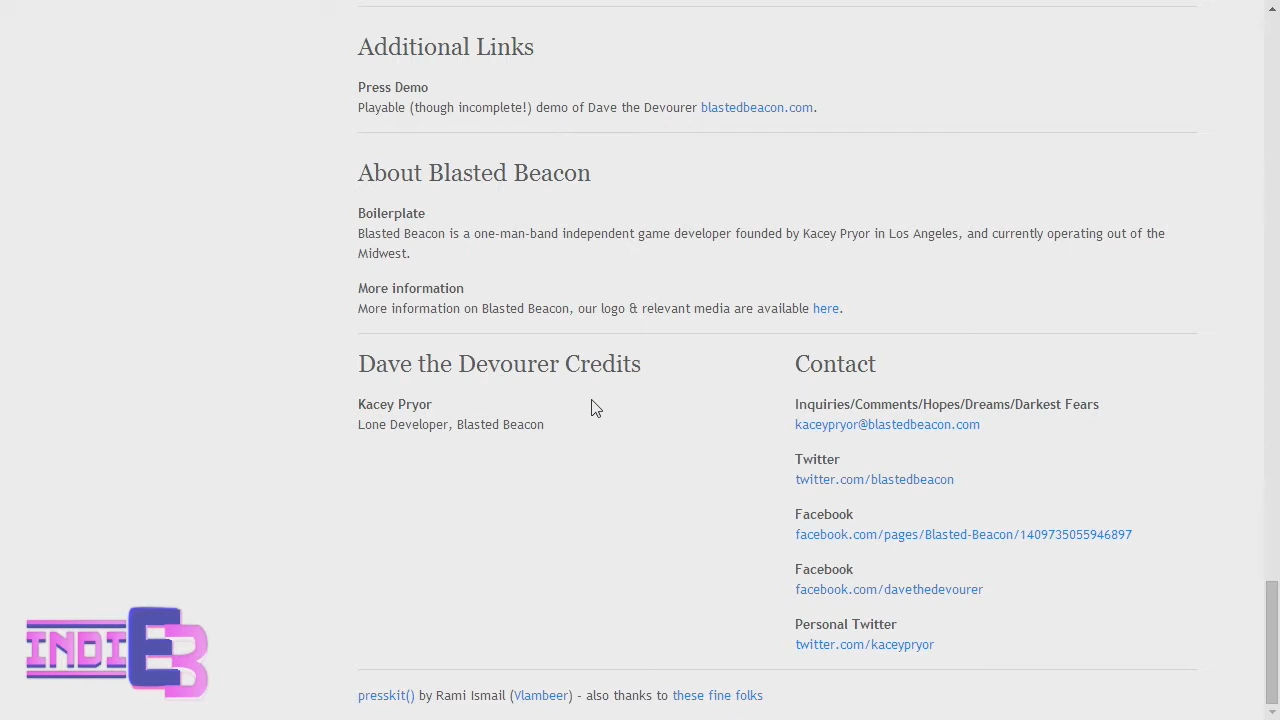 Additional Links
Press Demo
Playable (though incomplete!) demo of Dave the Devourer blastedbeacon.com.
About Blasted Beacon
Boilerplate
Blasted Beacon is a one-man-band independent game developer founded by Kacey Pryor in Los Angeles, and currently operating out of the
Midwest.
More information
More information on Blasted Beacon, our logo & relevant media are available here.
Dave the Devourer Credits
Kacey Pryor
Lone Developer, Blasted Beacon
Contact
Inquiries/Comments/Hopes/Dreams/Darkest Fears
kaceypryor@blastedbeacon.com
Twitter
twitter.com/blastedbeacon
Facebook
facebook.com/pages/Blasted-Beacon/1409735055946897
Facebook
facebook.com/davethedevourer
Personal Twitter
twitter.com/kaceypryor
INDIE3
presskit() by Rami Ismail (Vlambeer) - also thanks to these fine folks